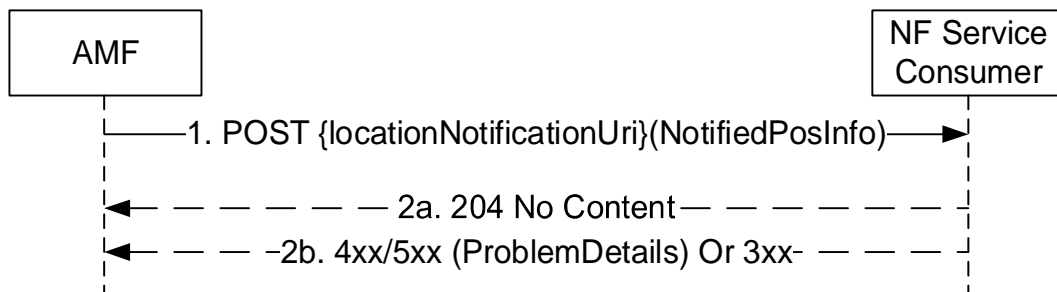 AMF
NF Service
Consumer
1. POST {locationNotificationUri}(NotifiedPosInfo)
2a. 204 No Content
2b. 4xx/5xx (ProblemDetails) Or 3xx